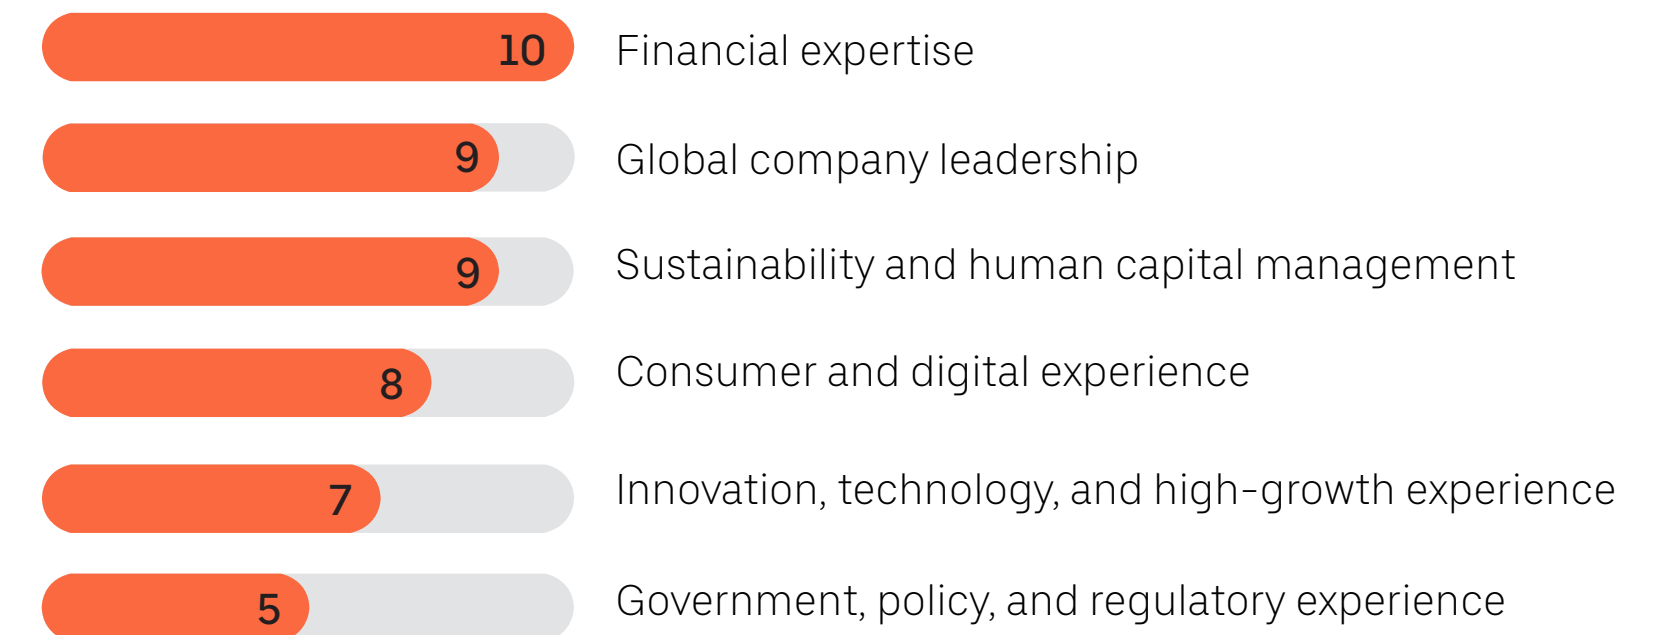 10 Financial expertise
9 Global company leadership
9 Sustainability and human capital management
8 Consumer and digital experience
7 Innovation, technology, and high-growth experience
5 Government, policy, and regulatory experience